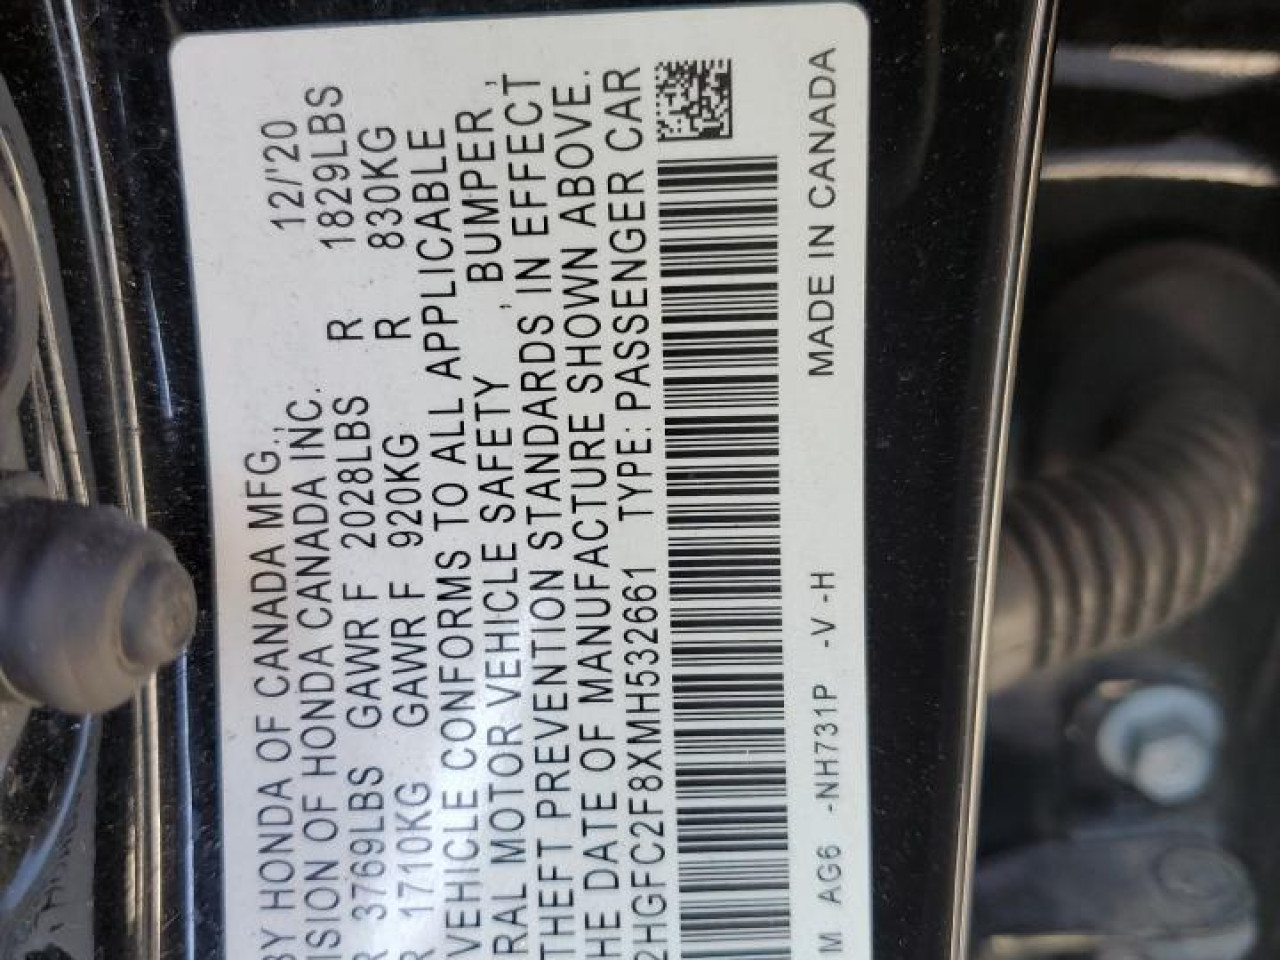 BY HONDA OF CANADA MFG., 12/'20
ISION OF HONDA CANADA INC.
R 3769LBS GAWR F 2028LBS R 1829LBS
R 1710KG GAWR F 920KG R 830KG
VEHICLE CONFORMS TO ALL APPLICABLE
RAL MOTOR VEHICLE SAFETY, BUMPER,
THEFT PREVENTION STANDARDS IN EFFECT
HE DATE OF MANUFACTURE SHOWN ABOVE.
2HGFC2F8XMH532661 TYPE: PASSENGER CAR
M AG6 -NH731P -V -H MADE IN CANADA